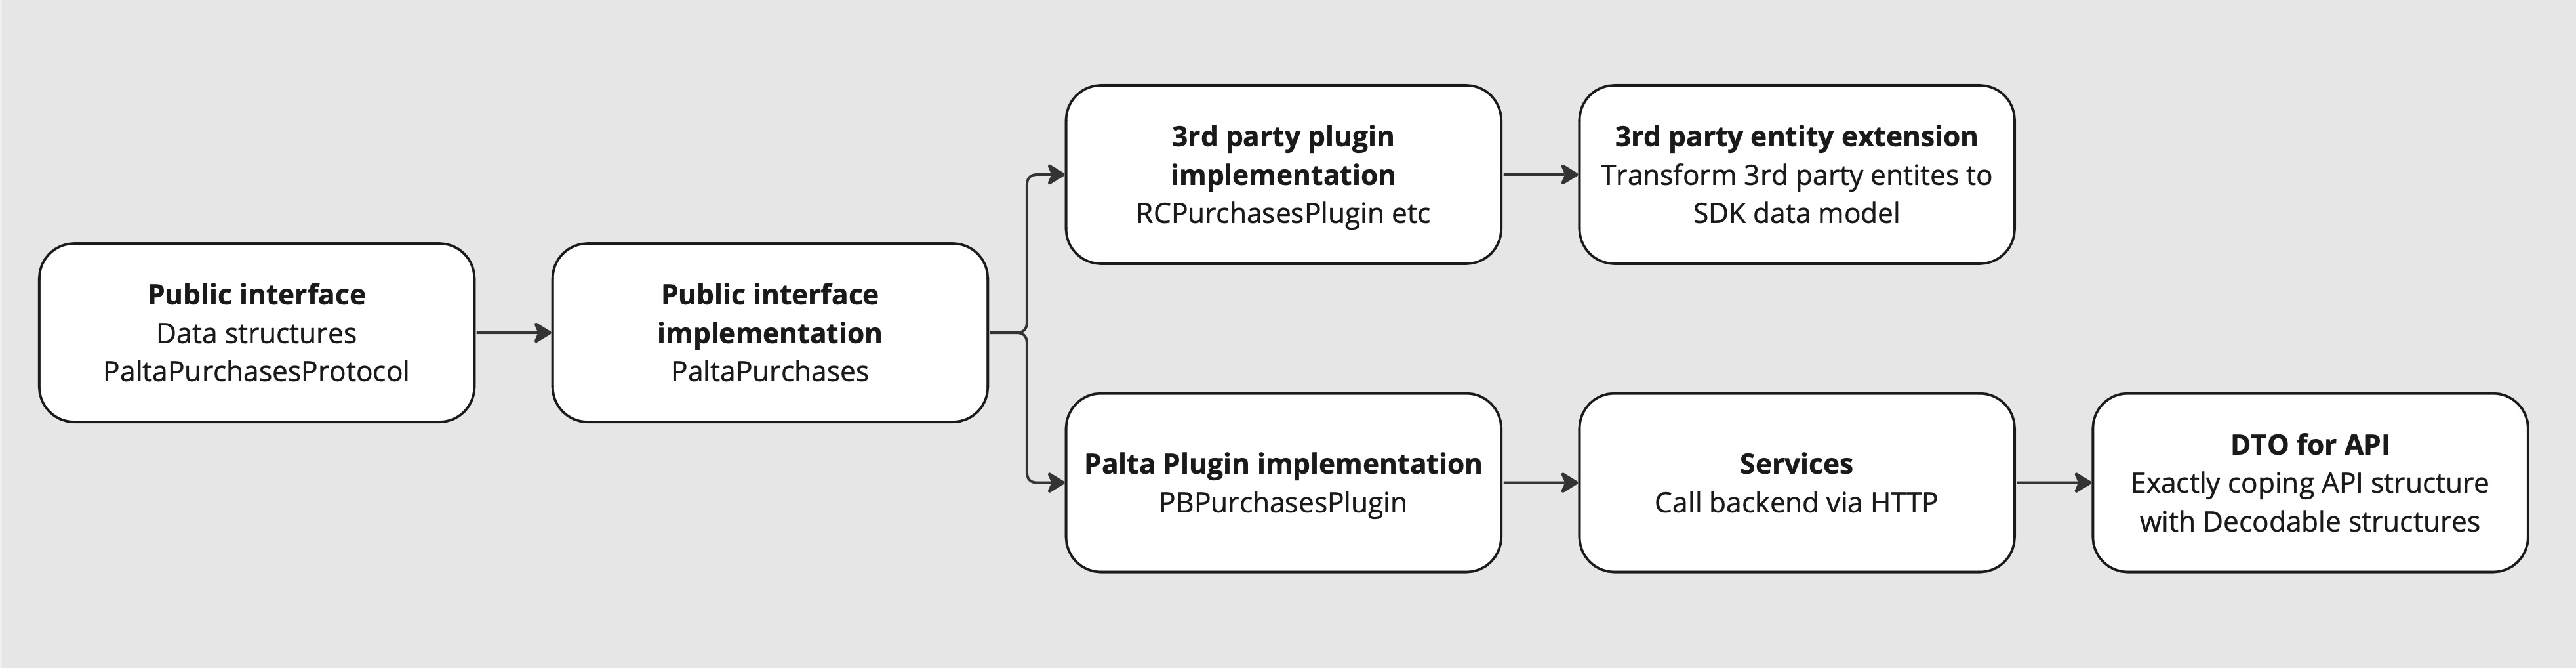 Public interface
Data structures
PaltaPurchasesProtocol
Public interface
implementation
PaltaPurchases
3rd party plugin
implementation
RCPurchasesPlugin etc
3rd party entity extension
Transform 3rd party entites to
SDK data model
Palta Plugin implementation
PBPurchasesPlugin
Services
Call backend via HTTP
DTO for API
Exactly coping API structure
with Decodable structures